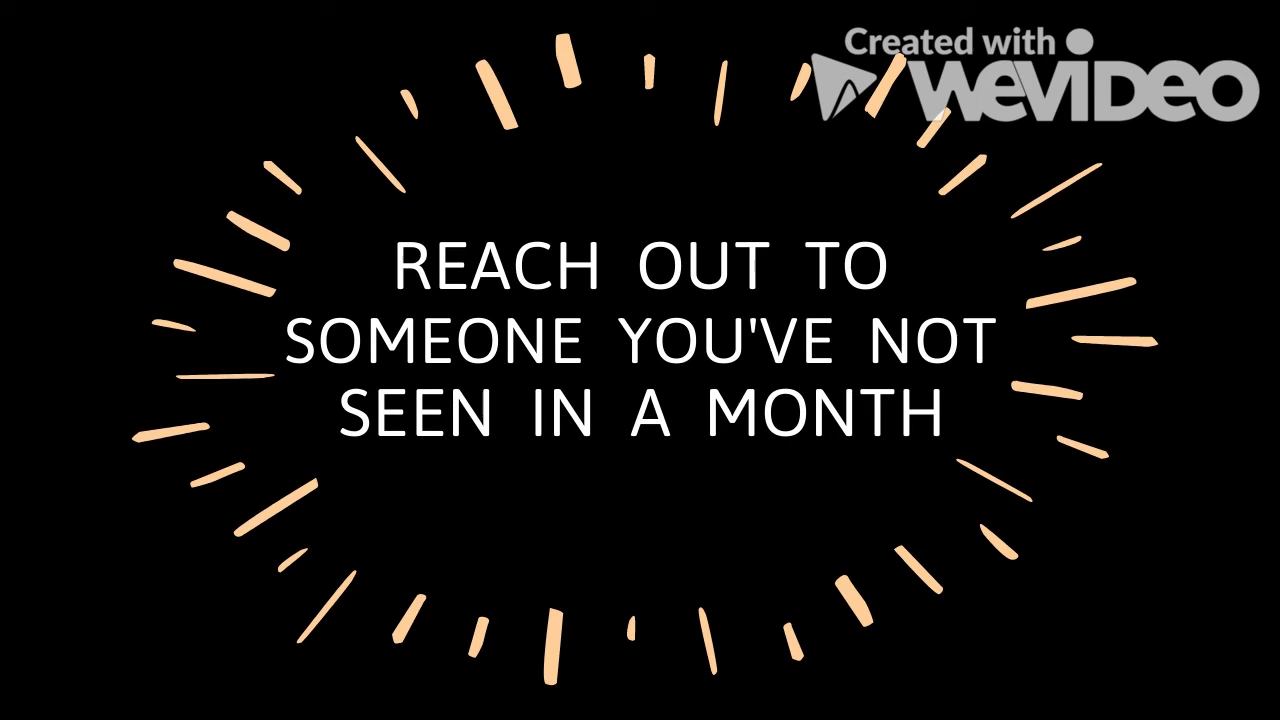 Created with
WEVIDEO
REACH OUT TO
SOMEONE YOU'VE NOT
SEEN IN A MONTH